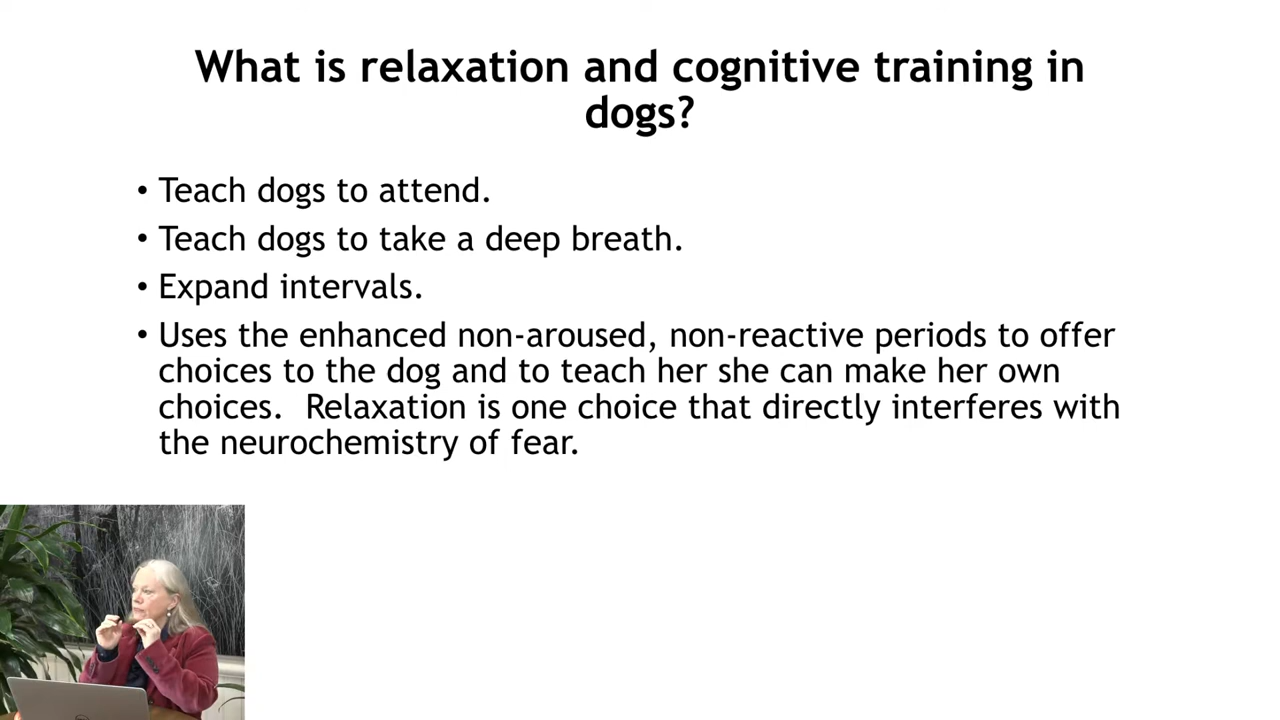 What is relaxation and cognitive training in
dogs?
• Teach dogs to attend.
• Teach dogs to take a deep breath.
• Expand intervals.
• Uses the enhanced non-aroused, non-reactive periods to offer
choices to the dog and to teach her she can make her own
choices.  Relaxation is one choice that directly interferes with
the neurochemistry of fear.